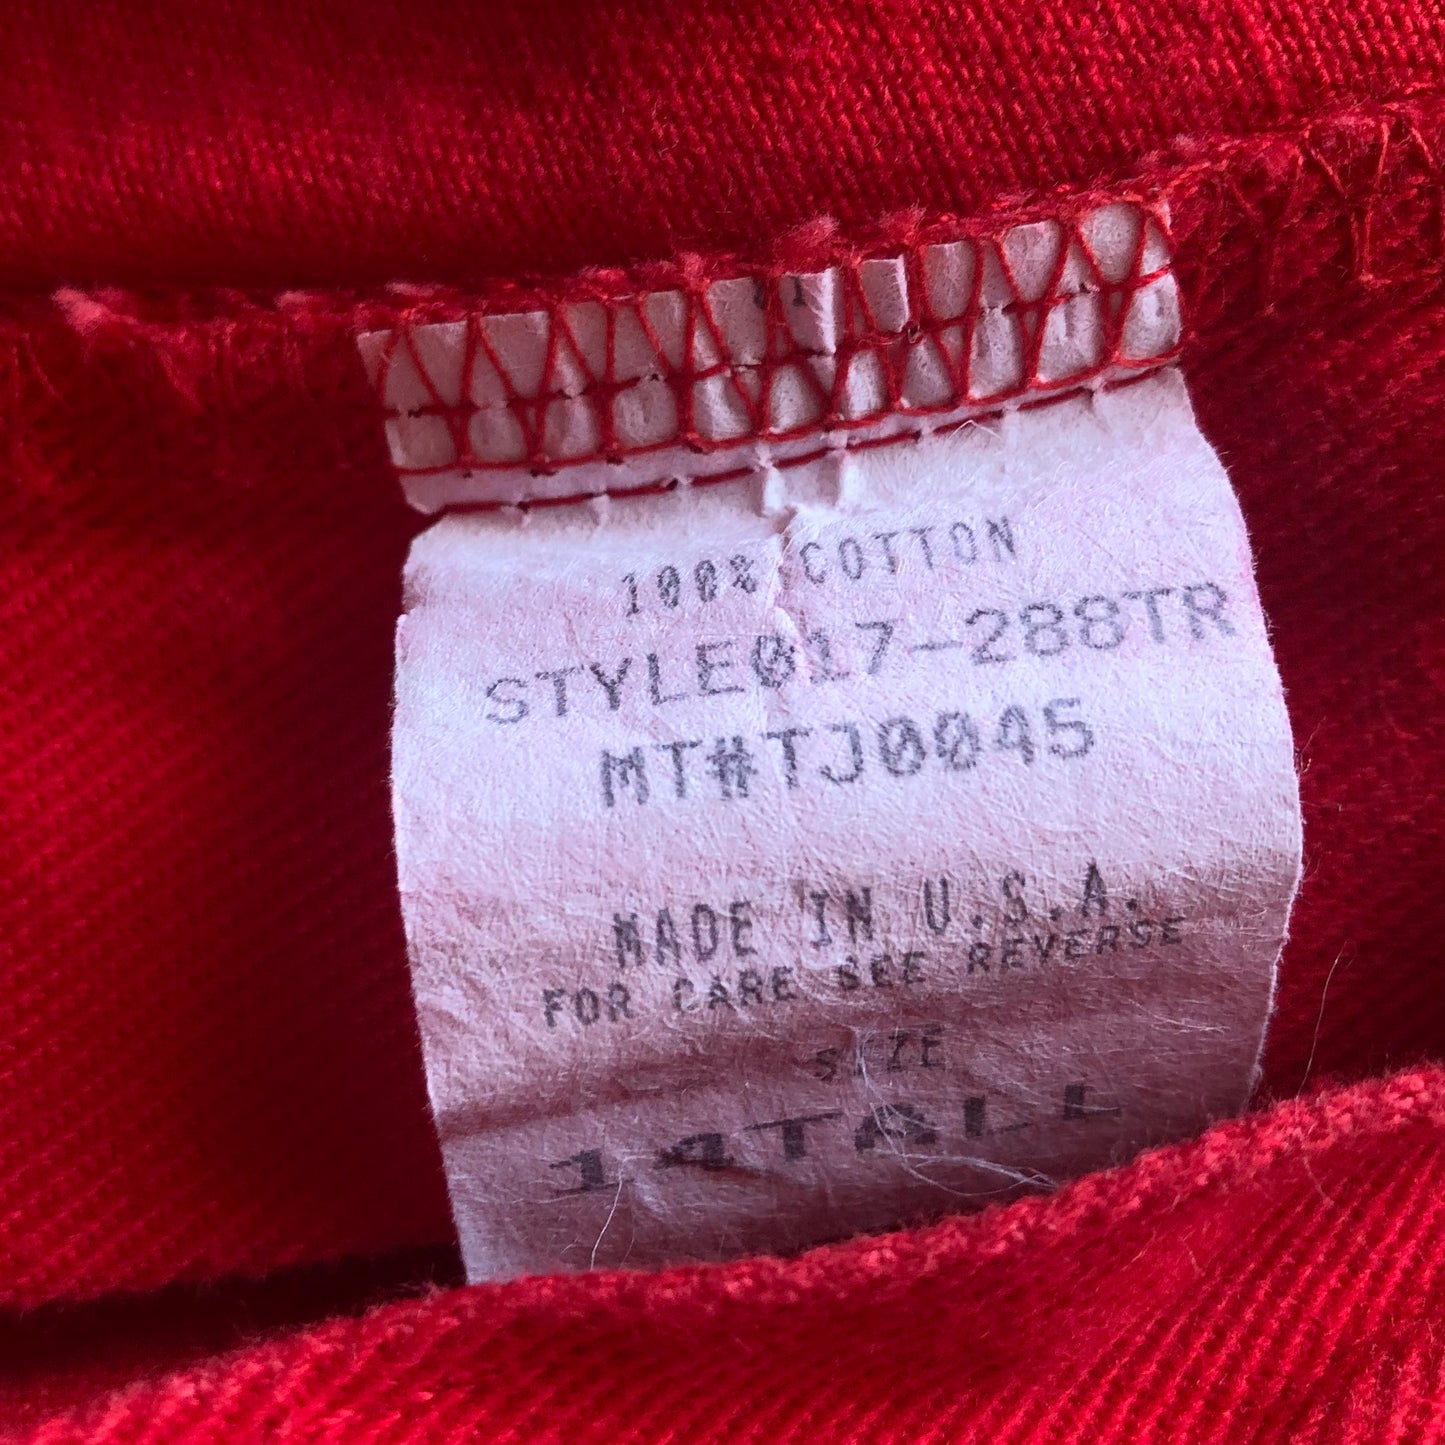 100% COTTON
STYLE017-288TR
MT#TJ0045
MADE IN U.S.A.
FOR CARE SEE REVERSE
SIZE
14TALL